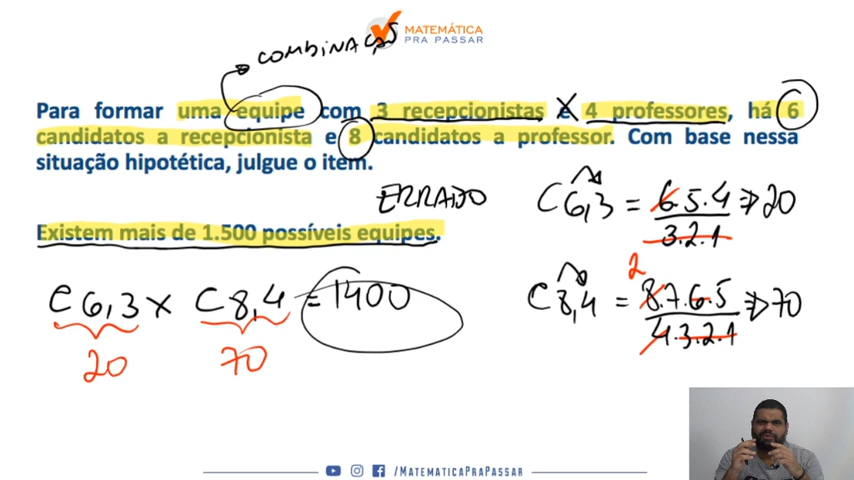 MATEMÁTICA
PRA PASSAR
COMBINAÇÃO
Para formar uma equipe com 3 recepcionistas e 4 professores, há 6
candidatos a recepcionista e 8 candidatos a professor. Com base nessa
situação hipotética, julgue o item.
ERRADO
Existem mais de 1.500 possíveis equipes.
C6,3 = 6.5.4 / 3.2.1 ⇒ 20
C6,3 x C8,4 = 1400
20 70
2
C8,4 = 8.7.6.5 / 4.3.2.1 ⇒ 70
/MATEMATICAPRAPASSAR